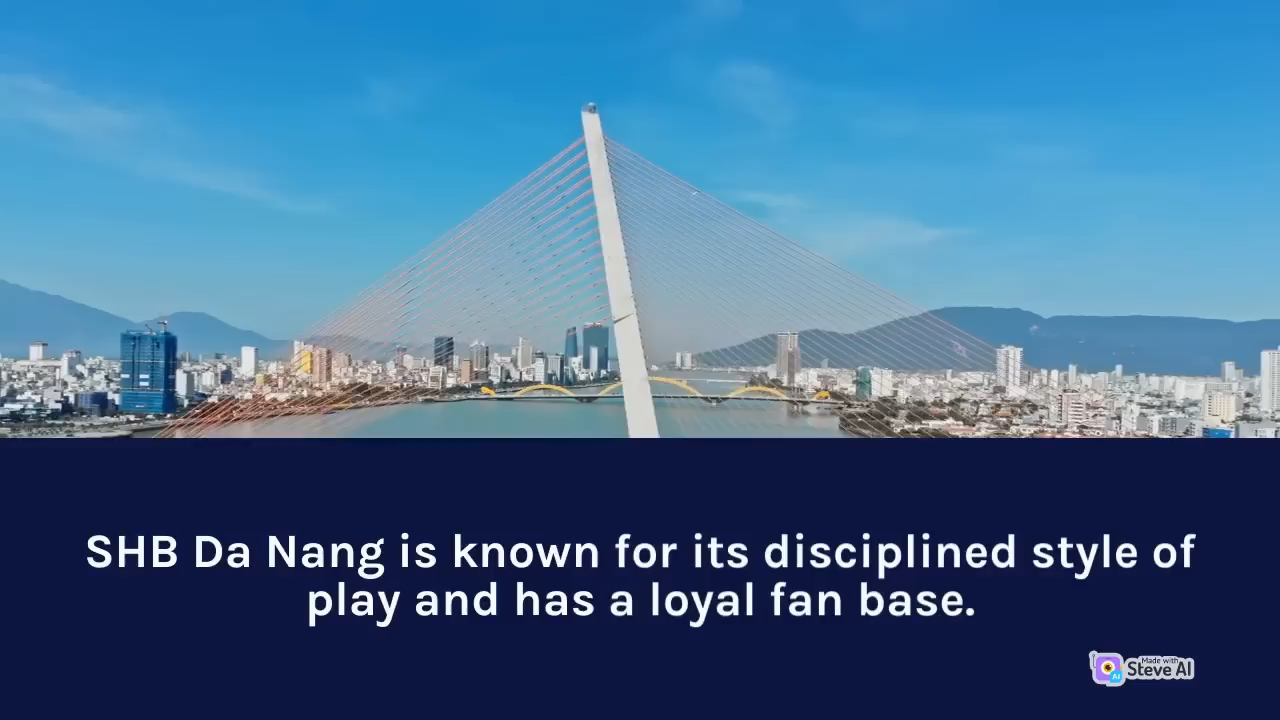 SHB Da Nang is known for its disciplined style of
play and has a loyal fan base.
Made with
Steve AI
AI